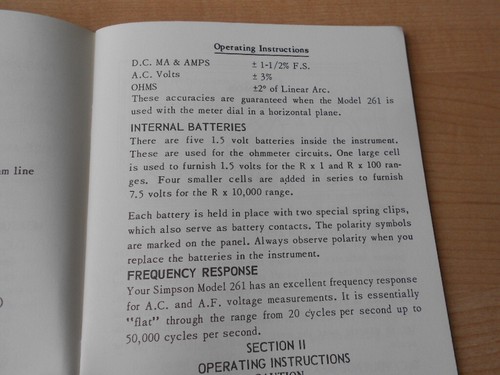 Operating Instructions
D.C. MA & AMPS ± 1-1/2% F.S.
A.C. Volts ± 3%
OHMS ±2° of Linear Arc.
These accuracies are guaranteed when the Model 261 is
used with the meter dial in a horizontal plane.
INTERNAL BATTERIES
There are five 1.5 volt batteries inside the instrument.
These are used for the ohmmeter circuits. One large cell
is used to furnish 1.5 volts for the R x 1 and R x 100 ran-
ges. Four smaller cells are added in series to furnish
7.5 volts for the R x 10,000 range.
Each battery is held in place with two special spring clips,
which also serve as battery contacts. The polarity symbols
are marked on the panel. Always observe polarity when you
replace the batteries in the instrument.
FREQUENCY RESPONSE
Your Simpson Model 261 has an excellent frequency response
for A.C. and A.F. voltage measurements. It is essentially
"flat" through the range from 20 cycles per second up to
50,000 cycles per second.
SECTION II
OPERATING INSTRUCTIONS
line